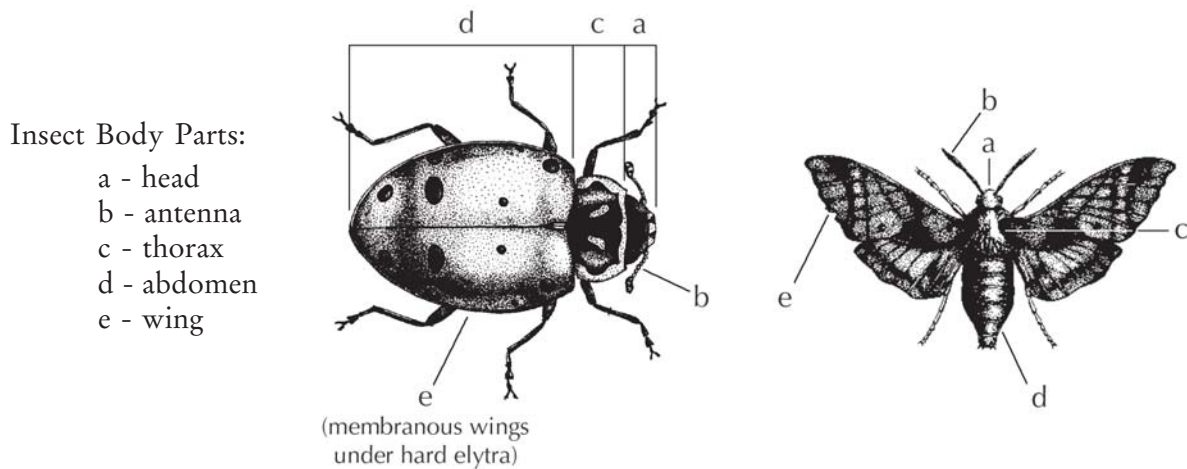 Insect Body Parts:
a - head
b - antenna
c - thorax
d - abdomen
e - wing
d
c
a
b
e
(membranous wings
under hard elytra)
b
a
c
e
d